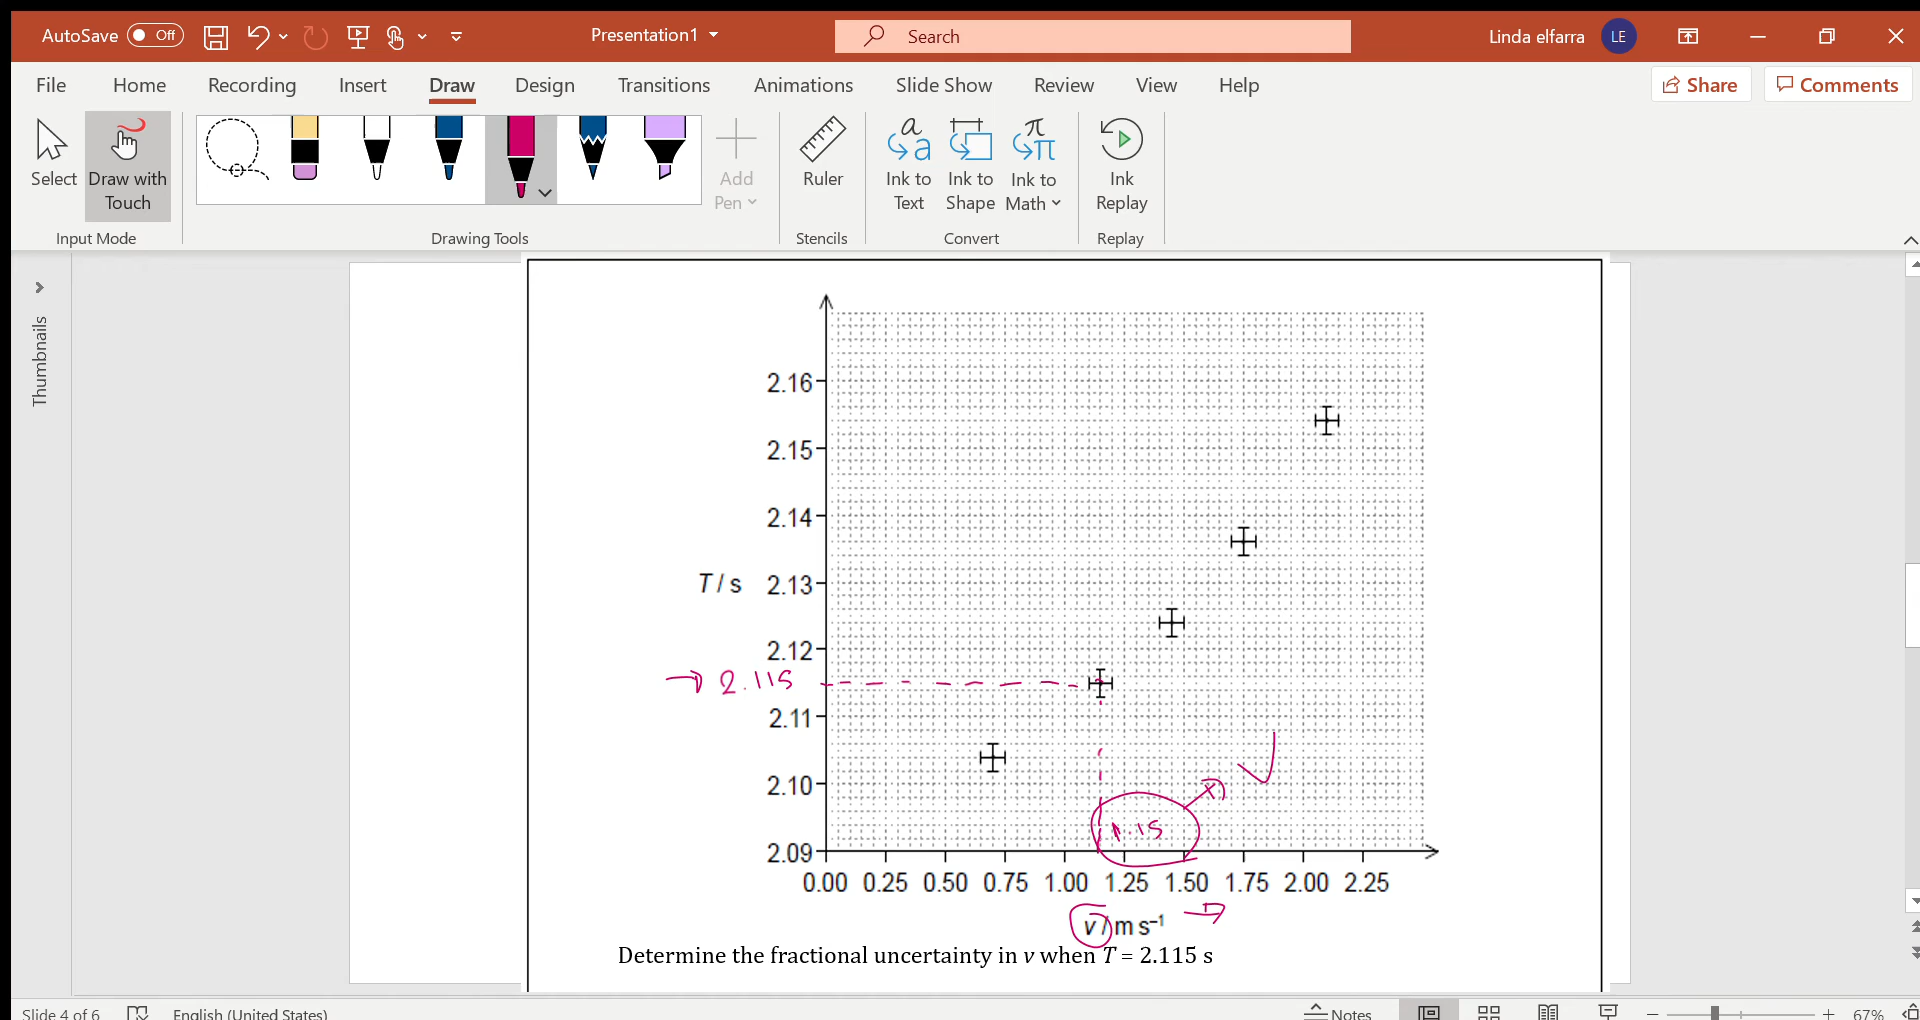 AutoSave Off Presentation1 Search Linda elfarra LE
File Home Recording Insert Draw Design Transitions Animations Slide Show Review View Help Share Comments
Select Draw with Touch Add Pen Ruler Ink to Text Ink to Shape Ink to Math Ink Replay
Input Mode Drawing Tools Stencils Convert Replay
Thumbnails
2.16
2.15
2.14
T / s 2.13
2.12
2.115
2.11
2.10
1.15
2.09
0.00 0.25 0.50 0.75 1.00 1.25 1.50 1.75 2.00 2.25
v / m s⁻¹
Determine the fractional uncertainty in v when T = 2.115 s
Slide 4 of 6 English (United States) Notes 67%